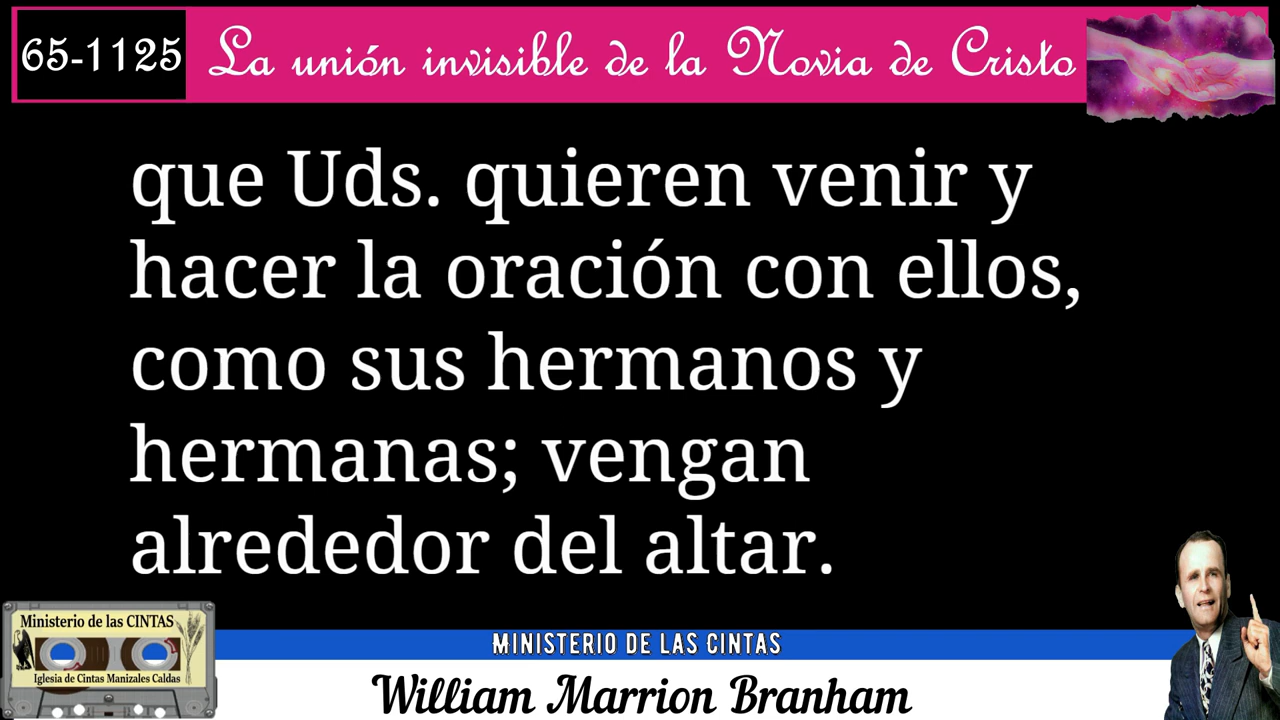 65-1125 La unión invisible de la Novia de Cristo
que Uds. quieren venir y
hacer la oración con ellos,
como sus hermanos y
hermanas; vengan
alrededor del altar.
Ministerio de las CINTAS
Iglesia de Cintas Manizales Caldas
MINISTERIO DE LAS CINTAS
William Marrion Branham